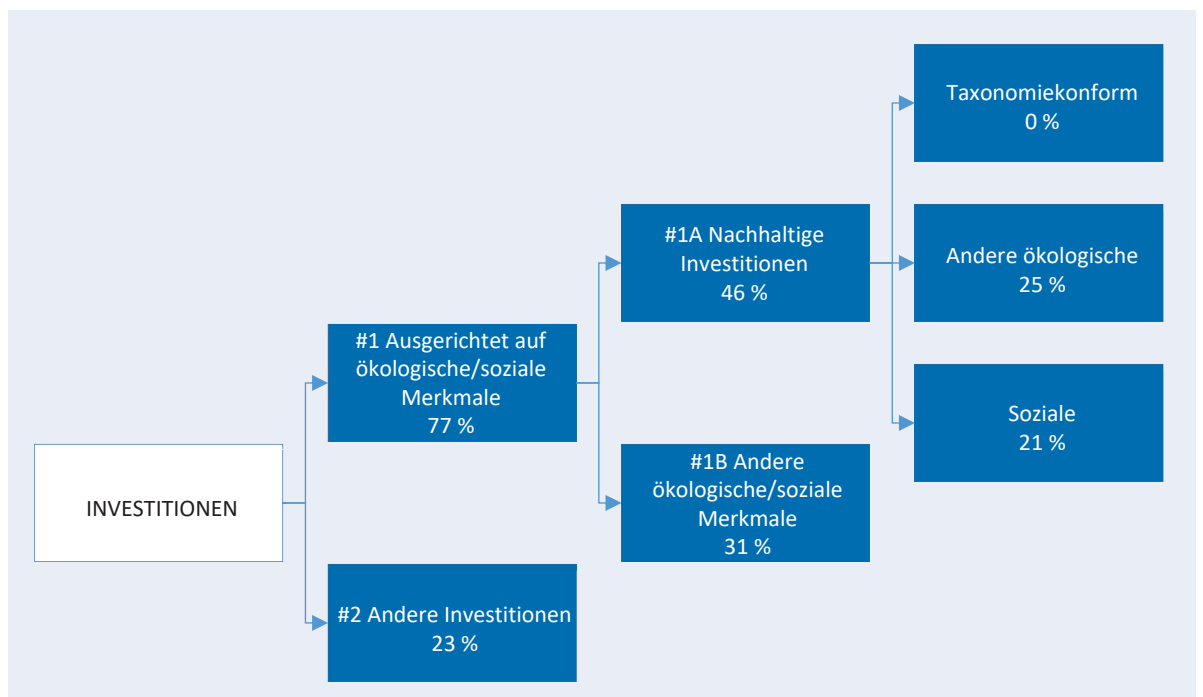 INVESTITIONEN
#1 Ausgerichtet auf
ökologische/soziale
Merkmale
77 %
#2 Andere Investitionen
23 %
#1A Nachhaltige
Investitionen
46 %
#1B Andere
ökologische/soziale
Merkmale
31 %
Taxonomiekonform
0 %
Andere ökologische
25 %
Soziale
21 %